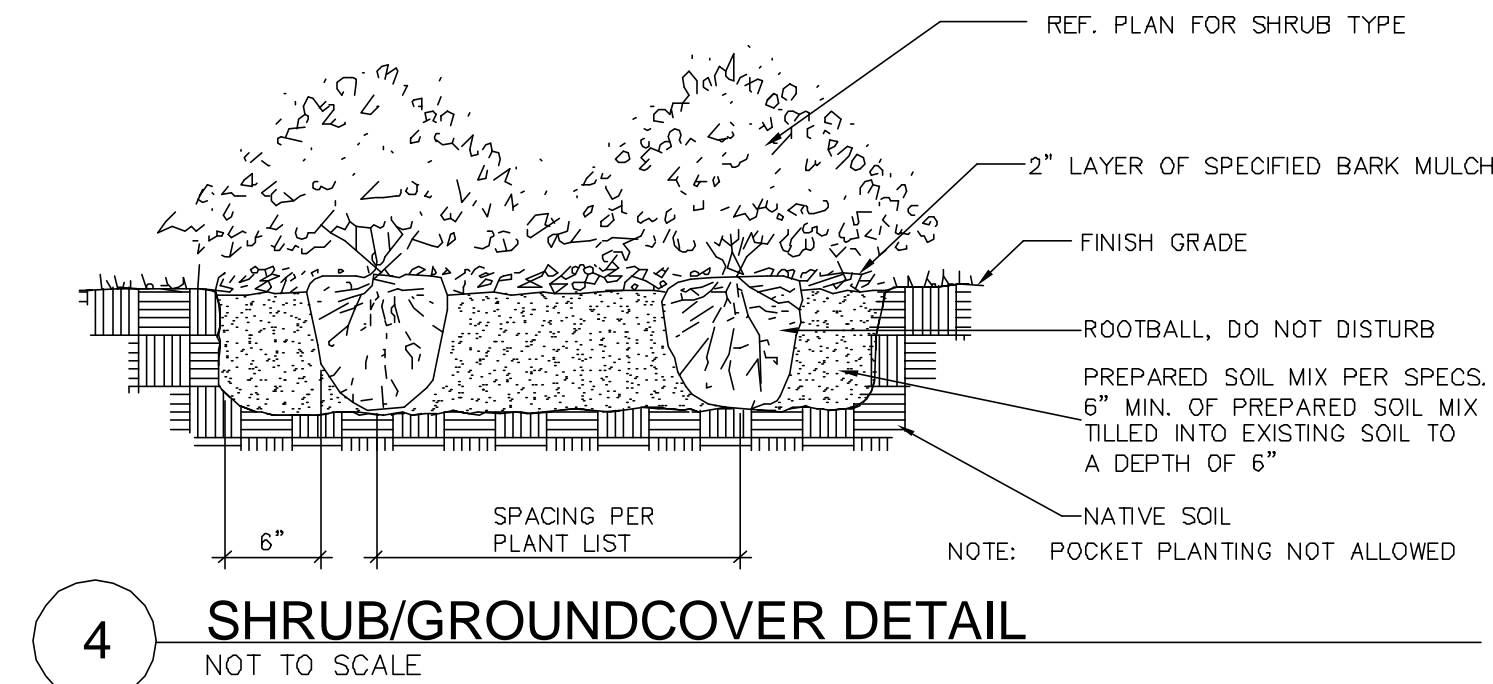 REF. PLAN FOR SHRUB TYPE
2" LAYER OF SPECIFIED BARK MULCH
FINISH GRADE
ROOTBALL, DO NOT DISTURB
PREPARED SOIL MIX PER SPECS.
6" MIN. OF PREPARED SOIL MIX
TILLED INTO EXISTING SOIL TO
A DEPTH OF 6"
NATIVE SOIL
NOTE: POCKET PLANTING NOT ALLOWED
6"
SPACING PER
PLANT LIST
4
SHRUB/GROUNDCOVER DETAIL
NOT TO SCALE